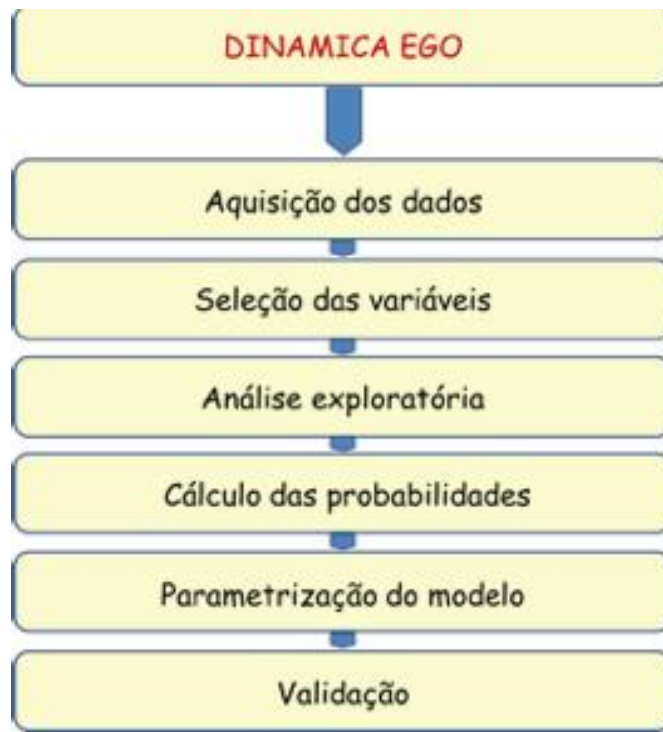 DINAMICA EGO
Aquisição dos dados
Seleção das variáveis
Análise exploratória
Cálculo das probabilidades
Parametrização do modelo
Validação